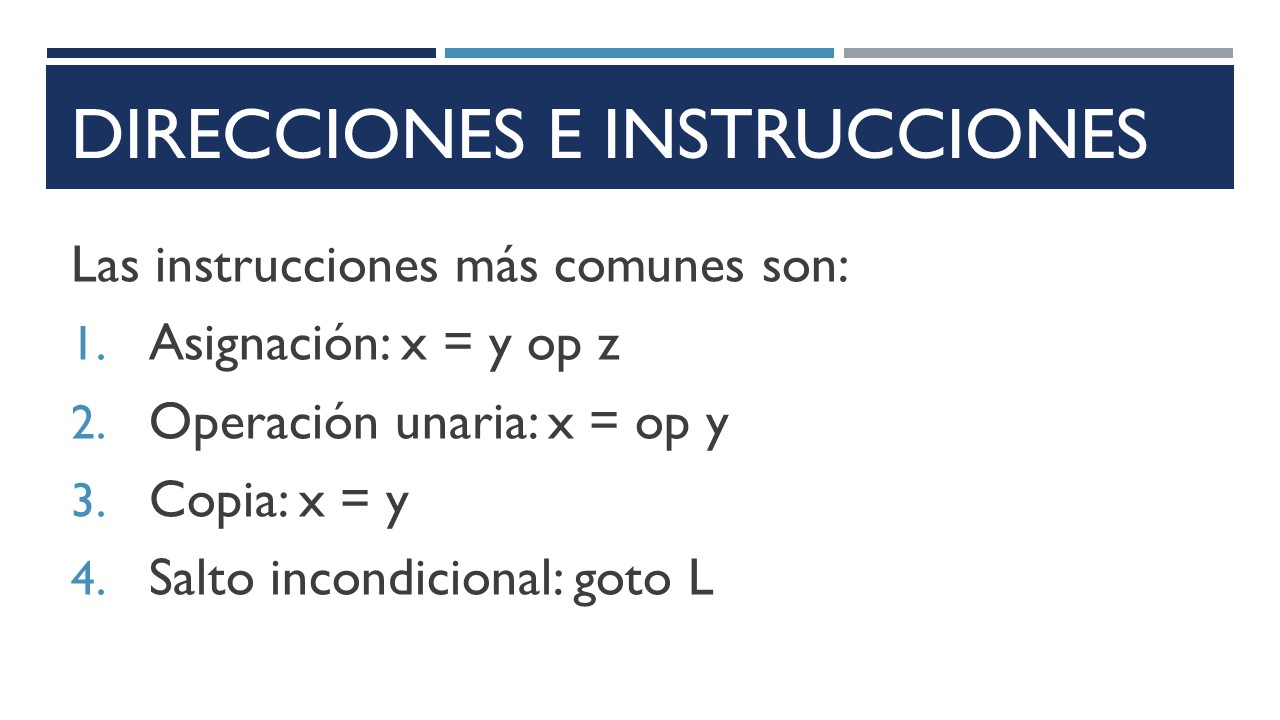 DIRECCIONES E INSTRUCCIONES
Las instrucciones más comunes son:
1. Asignación: x = y op z
2. Operación unaria: x = op y
3. Copia: x = y
4. Salto incondicional: goto L